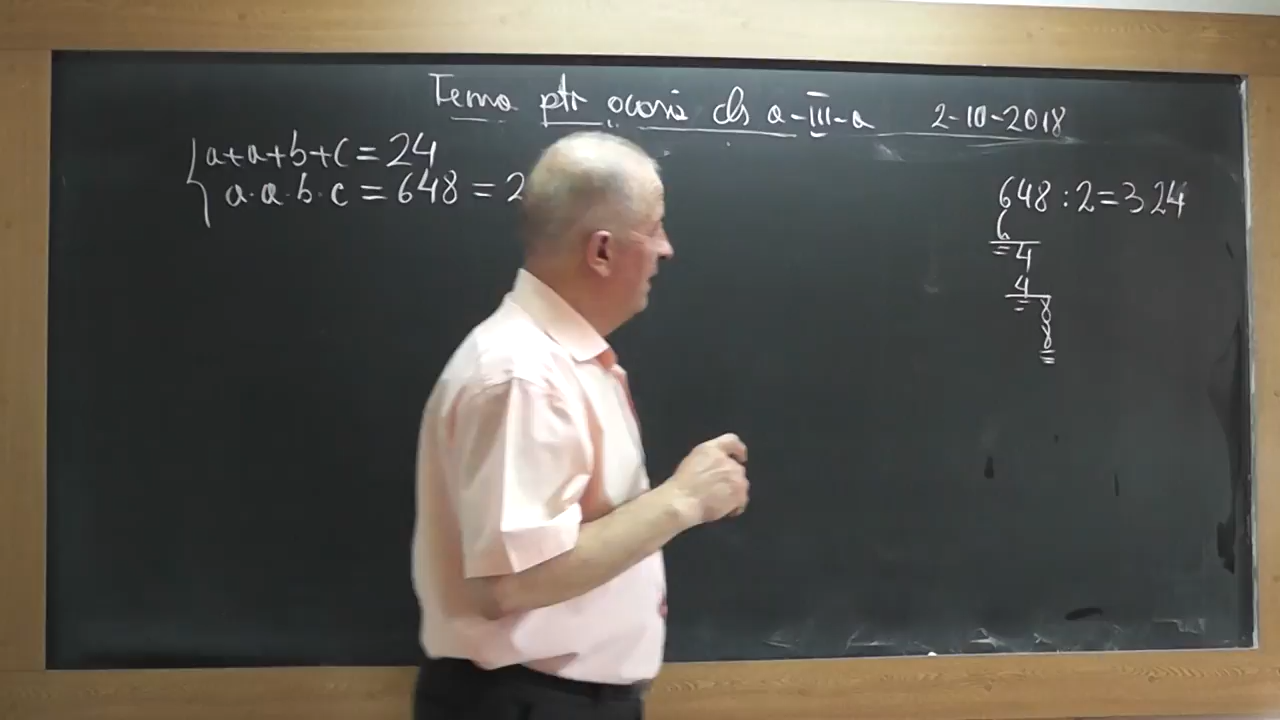 Tema ptr acasă cls a-III-a 2-10-2018
a+a+b+c=24
a·a·b·c=648=2
648:2=324
6
=4
4
=8
8
=